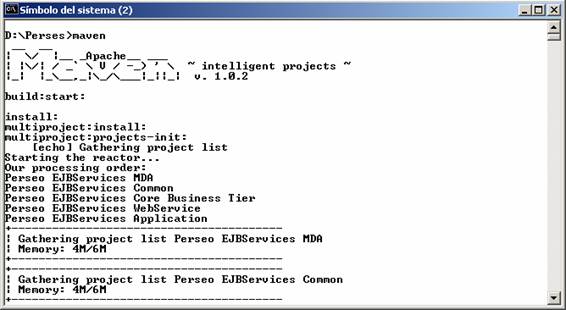 Símbolo del sistema (2)
D:\Perses>maven
 __  __
|  \/  |__ _Apache__ ___
| |\/| / _` \ V / -_) ' \  ~ intelligent projects ~
|_|  |_\__,_|\_/\___|_||_|  v. 1.0.2

build:start:

install:
multiproject:install:
multiproject:projects-init:
    [echo] Gathering project list
Starting the reactor...
Our processing order:
Perseo EJBServices MDA
Perseo EJBServices Common
Perseo EJBServices Core Business Tier
Perseo EJBServices WebService
Perseo EJBServices Application
+----------------------------------------
| Gathering project list Perseo EJBServices MDA
| Memory: 4M/6M
+----------------------------------------
+----------------------------------------
| Gathering project list Perseo EJBServices Common
| Memory: 4M/6M
+----------------------------------------